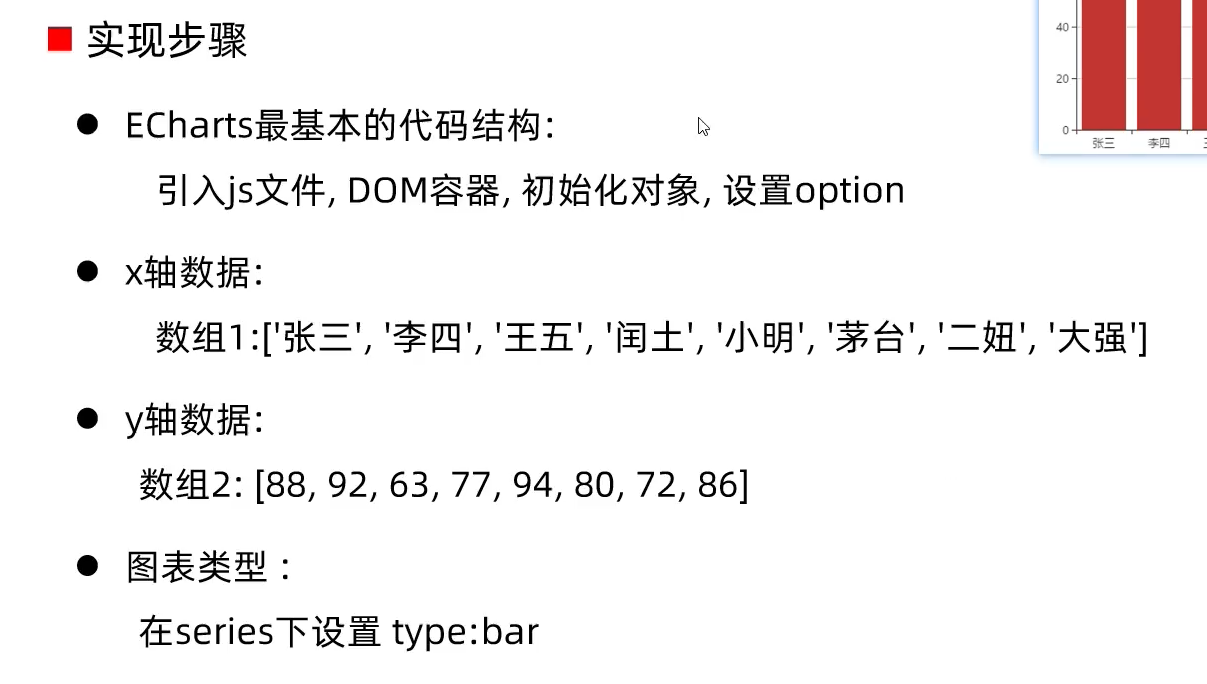 实现步骤
ECharts最基本的代码结构:
引入js文件, DOM容器, 初始化对象, 设置option
x轴数据:
数组1:['张三', '李四', '王五', '闰土', '小明', '茅台', '二妞', '大强']
y轴数据:
数组2: [88, 92, 63, 77, 94, 80, 72, 86]
图表类型 :
在series下设置 type:bar
40
20
0
张三 李四